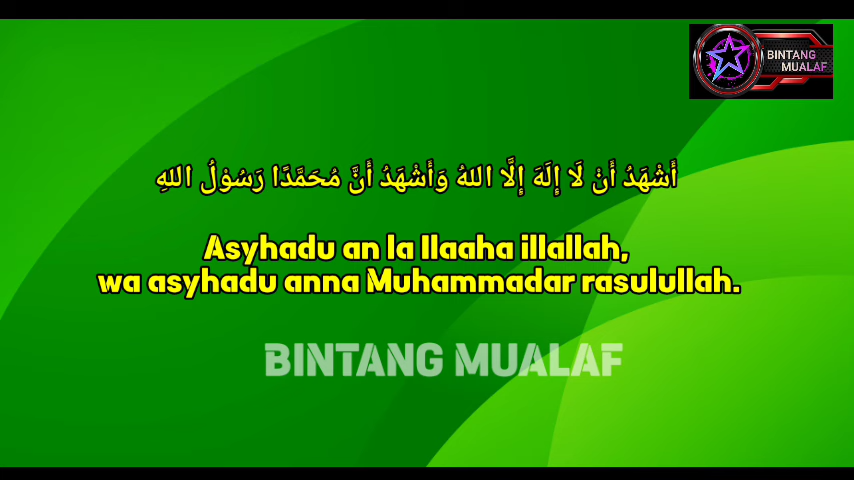 BINTANG
MUALAF
أَشْهَدُ أَنْ لَا إِلَهَ إِلَّا اللهُ وَأَشْهَدُ أَنَّ مُحَمَّدًا رَسُوْلُ اللهِ
Asyhadu an la Ilaaha illallah,
wa asyhadu anna Muhammadar rasulullah.
BINTANG MUALAF